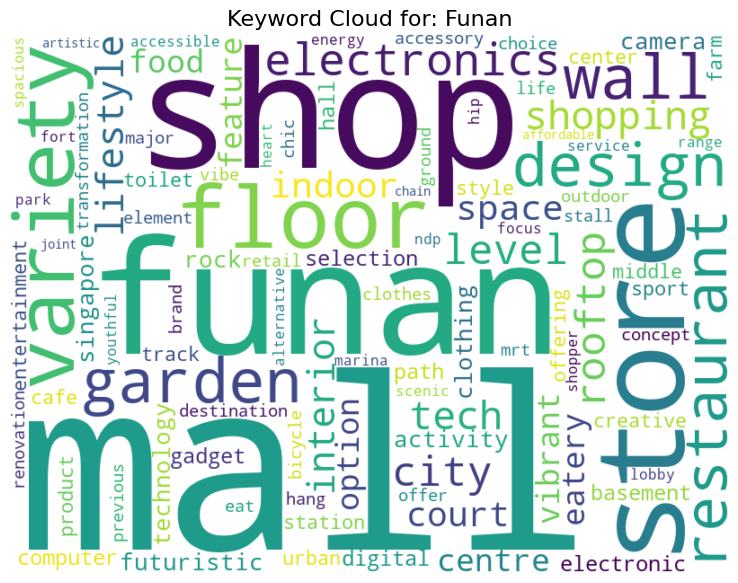 Keyword Cloud for: Funan
artistic
accessible
energy
accessory
choice
camera
spacious
variety
food
lifestyle
feature
electronics
hall
shop
hip
life
center
wall
farm
shopping
affordable
service
range
design
fort
transformation
major
vibe
heart
chic
ground
toilet
indoor
chain
style
outdoor
park
element
floor
space
stall
joint
singapore
rock
retail
selection
ndp
focus
level
rooftop
middle
sport
store
restaurant
funan
youthful
brand
alternative
clothes
clothing
mrt
offering
shopper
concept
renovation
entertainment
track
marina
path
scenic
cafe
garden
interior
option
tech
vibrant
eatery
creative
destination
bicycle
activity
gadget
city
lobby
product
previous
technology
mall
eat
hang
offer
court
basement
station
computer
futuristic
urban
digital
centre
electronic